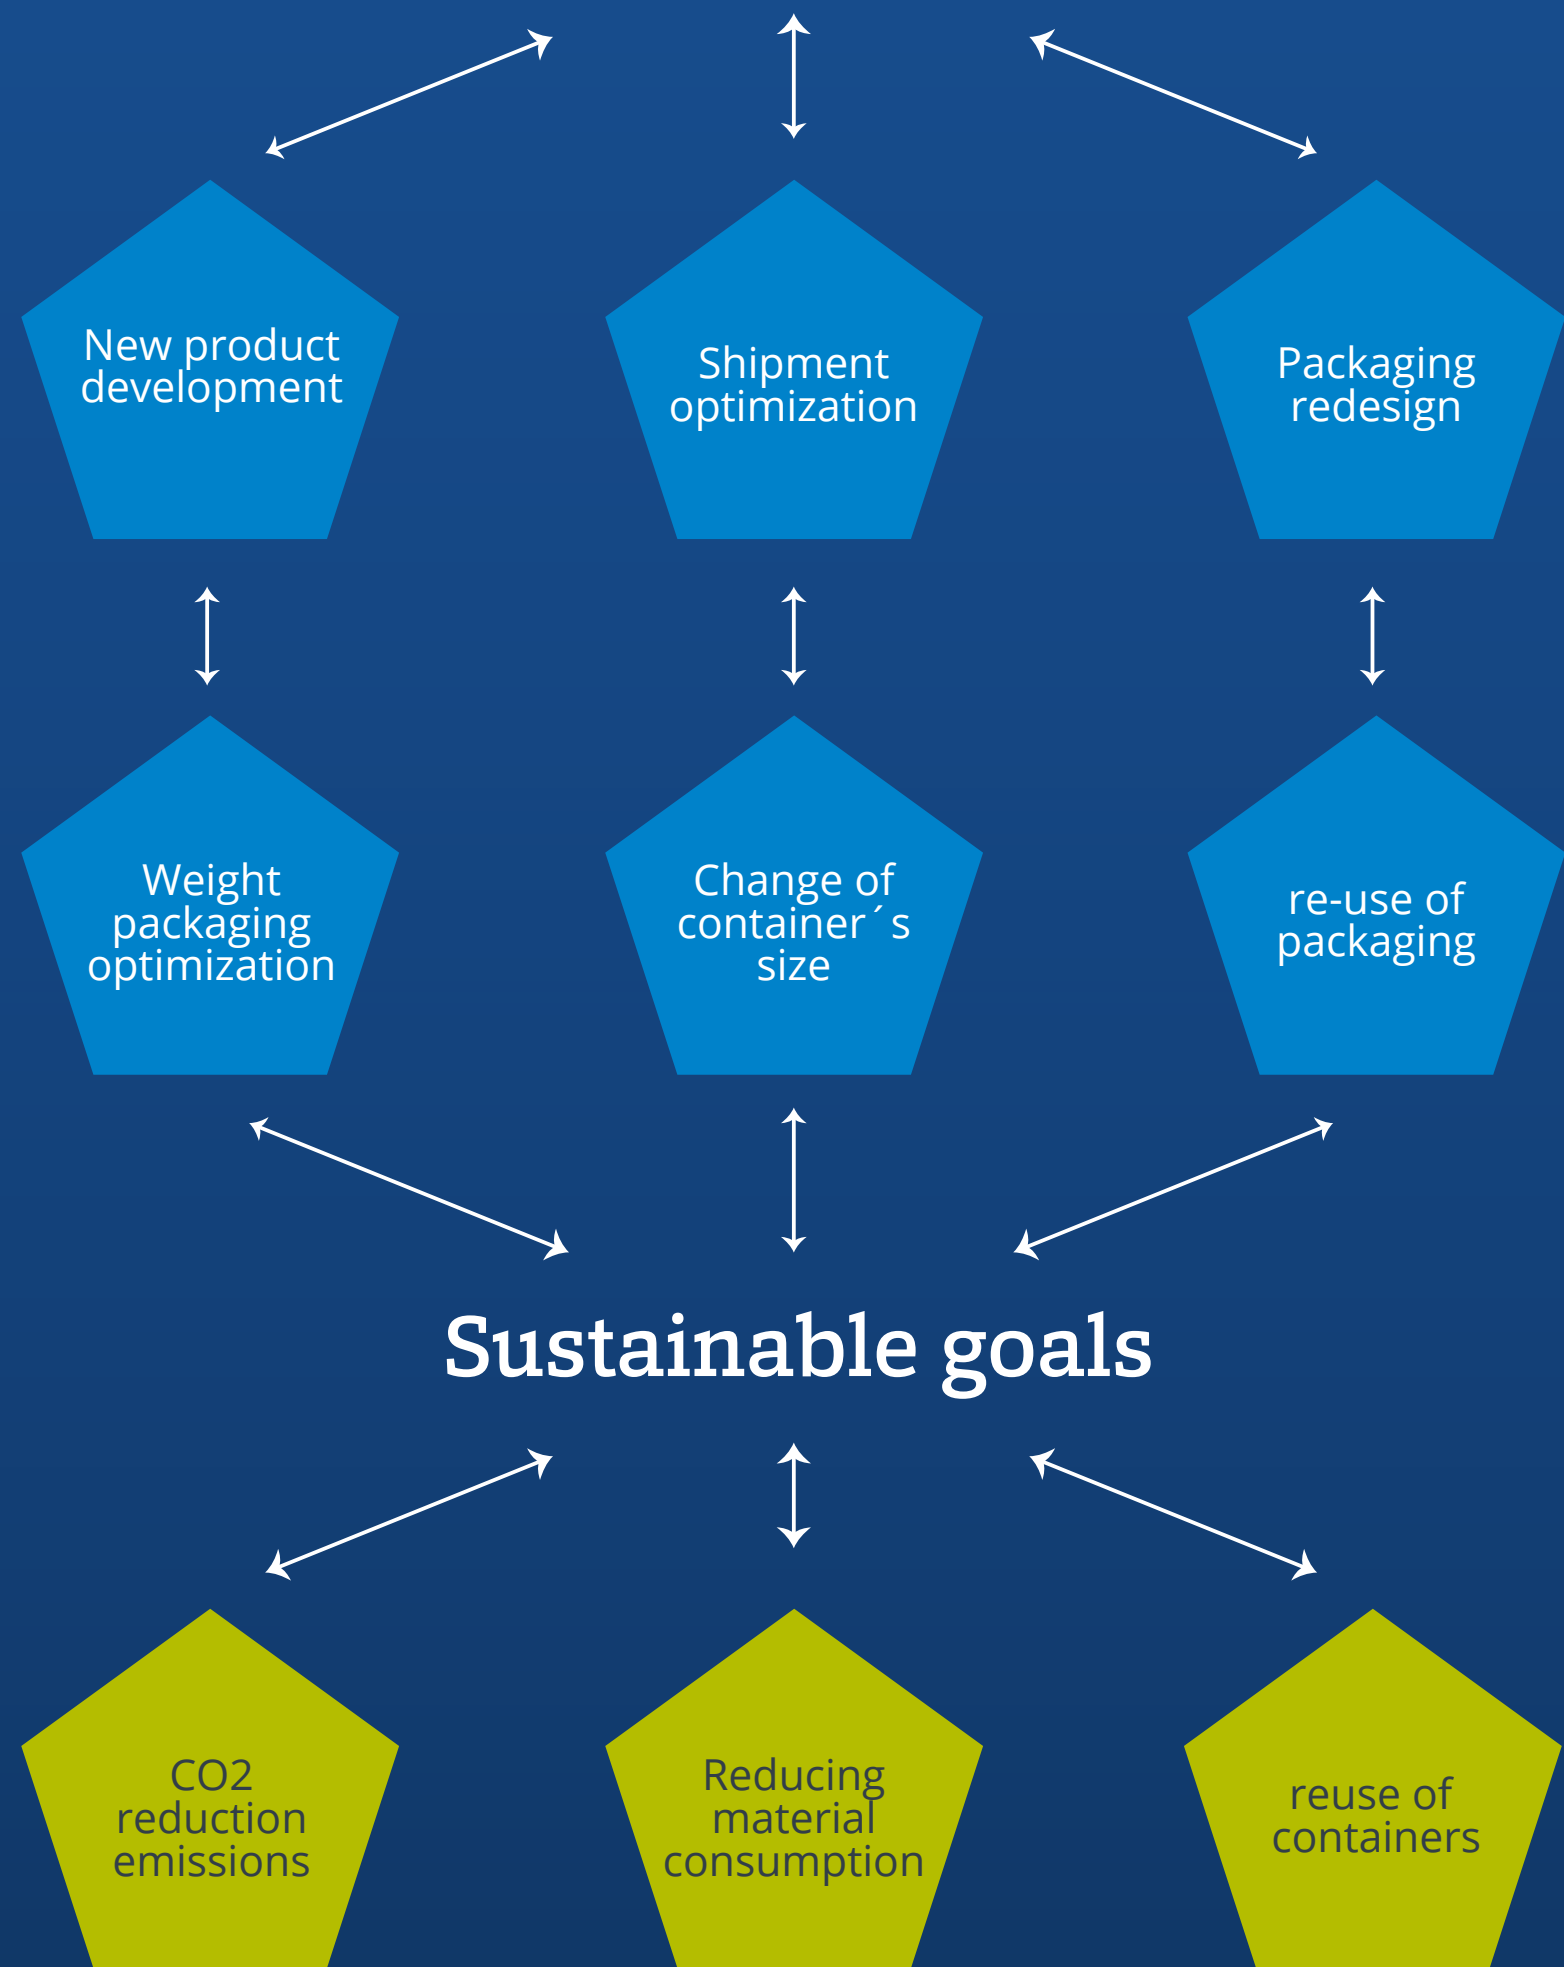 New product
development
Shipment
optimization
Packaging
redesign
Weight
packaging
optimization
Change of
container´s
size
re-use of
packaging
Sustainable goals
CO2
reduction
emissions
Reducing
material
consumption
reuse of
containers